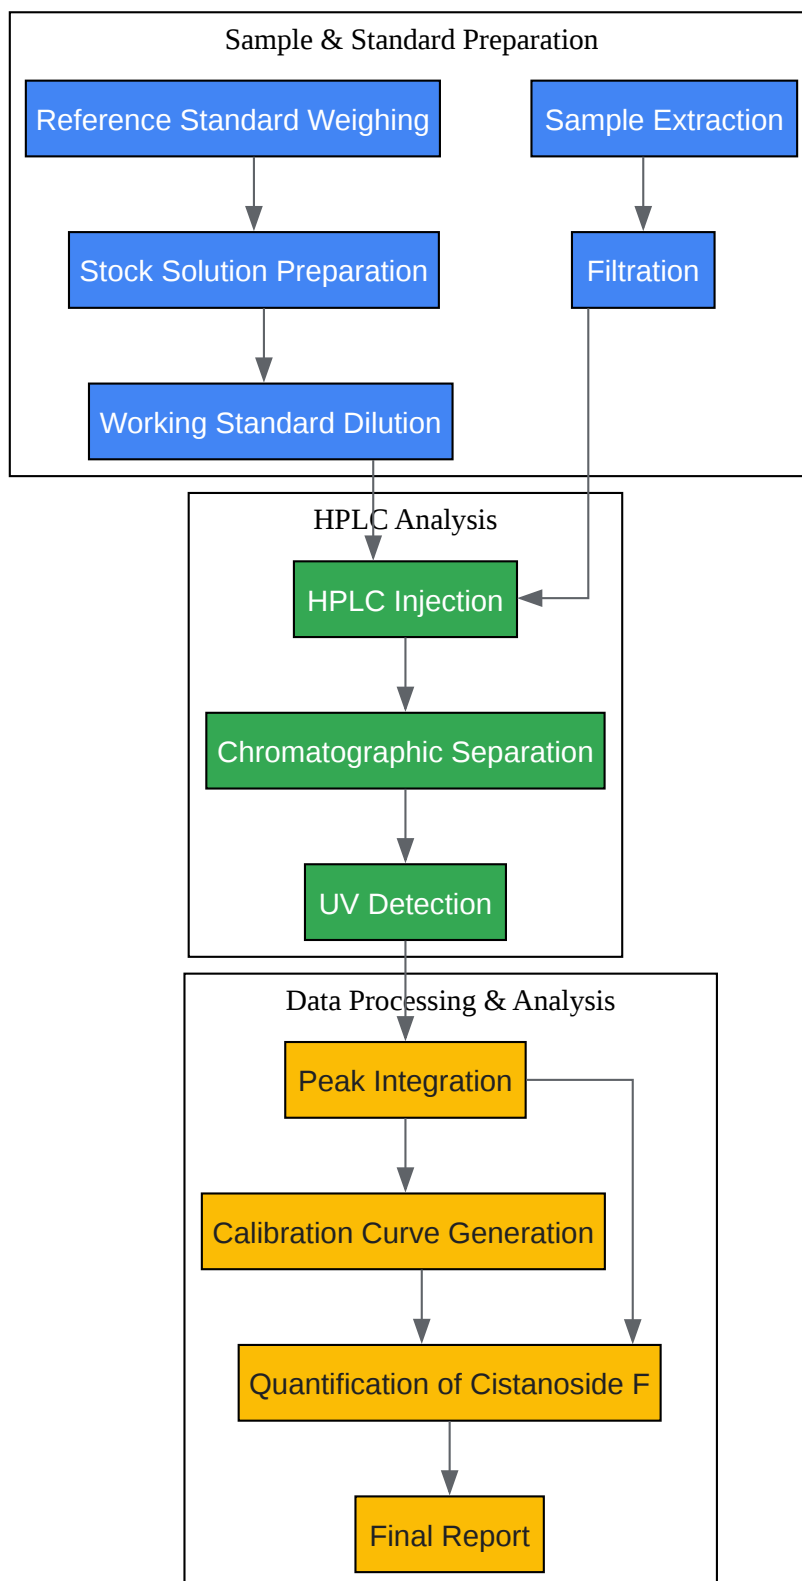 Sample & Standard Preparation
Reference Standard Weighing
Sample Extraction
Stock Solution Preparation
Filtration
Working Standard Dilution
HPLC Analysis
HPLC Injection
Chromatographic Separation
UV Detection
Data Processing & Analysis
Peak Integration
Calibration Curve Generation
Quantification of Cistanoside F
Final Report